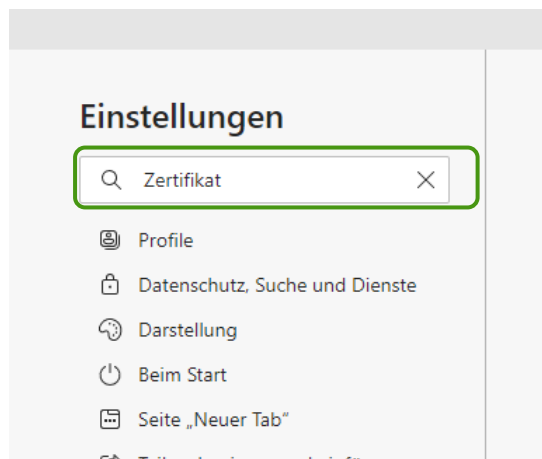 Einstellungen
Zertifikat
Profile
Datenschutz, Suche und Dienste
Darstellung
Beim Start
Seite „Neuer Tab“